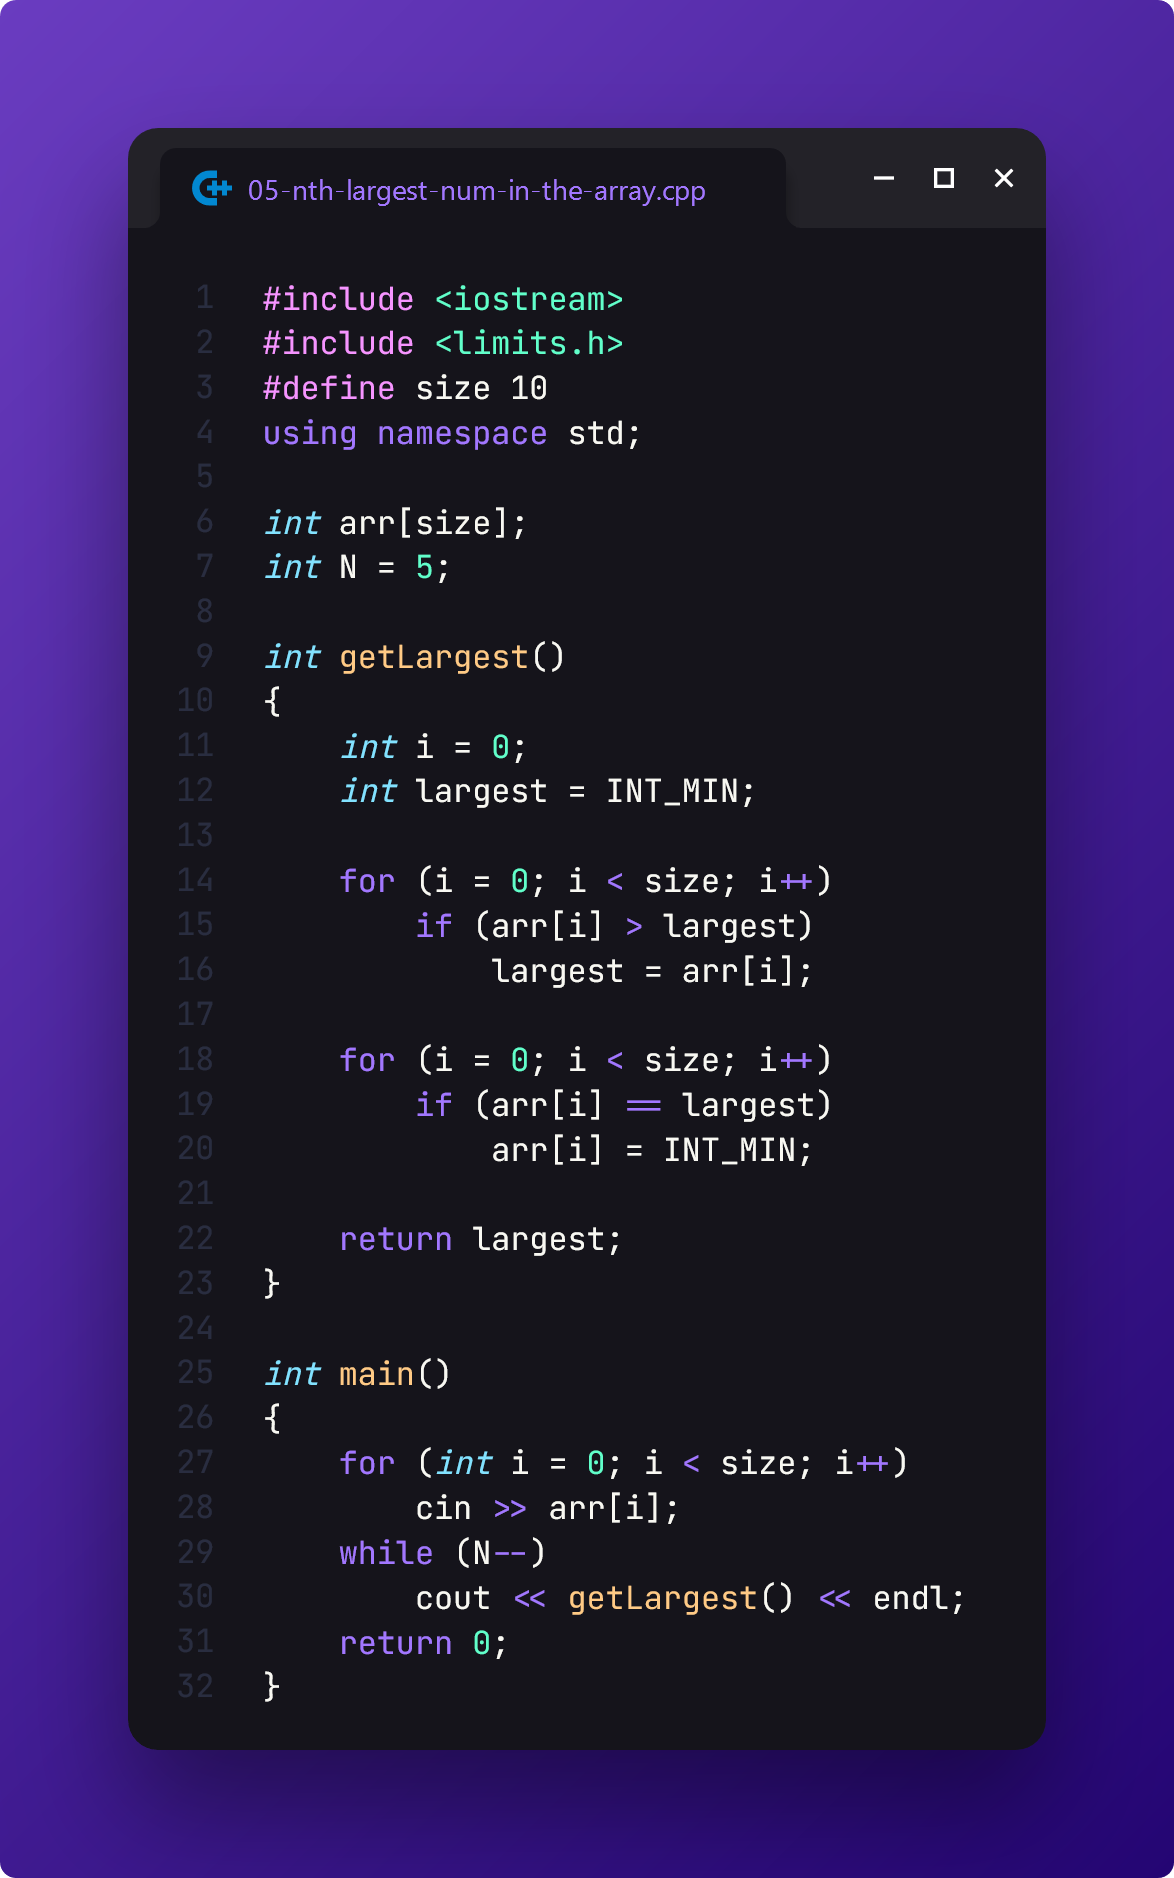 05-nth-largest-num-in-the-array.cpp
1 #include <iostream>
2 #include <limits.h>
3 #define size 10
4 using namespace std;
5
6 int arr[size];
7 int N = 5;
8
9 int getLargest()
10 {
11     int i = 0;
12     int largest = INT_MIN;
13
14     for (i = 0; i < size; i++)
15         if (arr[i] > largest)
16             largest = arr[i];
17
18     for (i = 0; i < size; i++)
19         if (arr[i] == largest)
20             arr[i] = INT_MIN;
21
22     return largest;
23 }
24
25 int main()
26 {
27     for (int i = 0; i < size; i++)
28         cin >> arr[i];
29     while (N--)
30         cout << getLargest() << endl;
31     return 0;
32 }